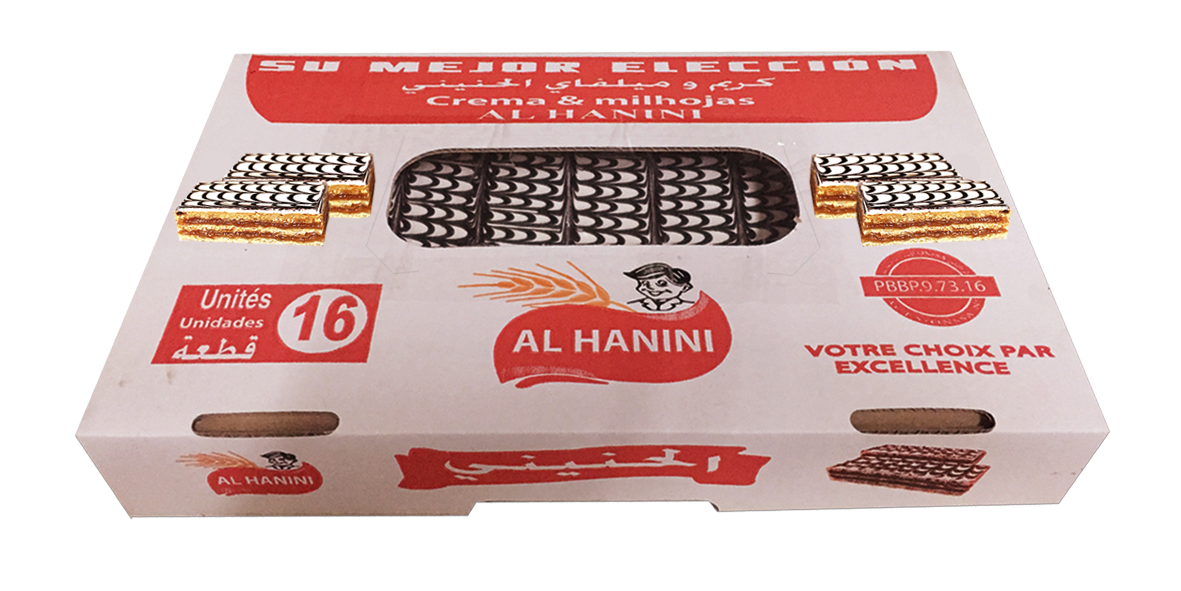 SU MEJOR ELECCIÓN
كريم و ميلفاي الحنيني
Crema & milhojas
AL HANINI
Unités
Unidades
قطعة
16
AL HANINI
PBBP.9.73.16
VOTRE CHOIX PAR
EXCELLENCE
AL HANINI
الحنيني